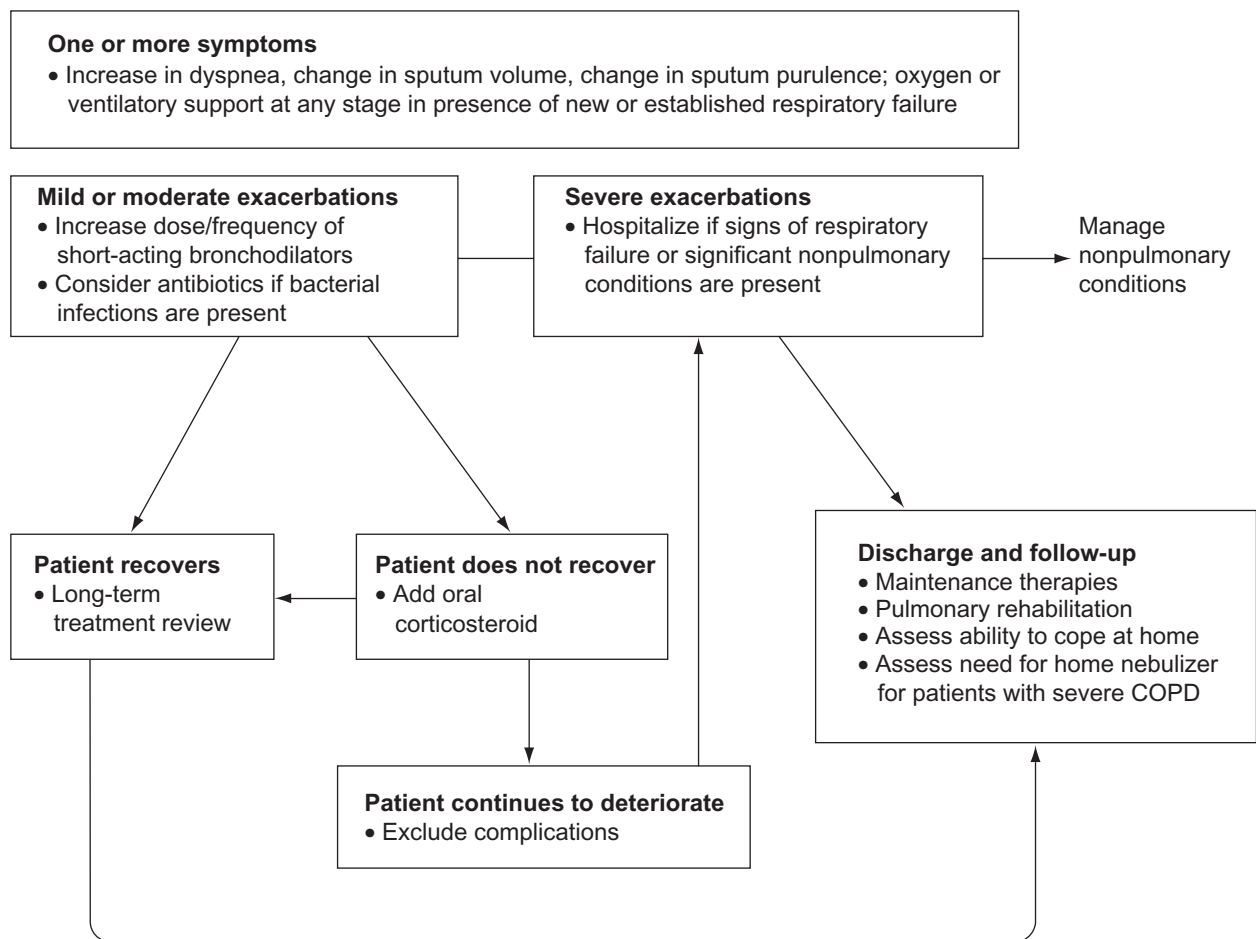 One or more symptoms
• Increase in dyspnea, change in sputum volume, change in sputum purulence; oxygen or
ventilatory support at any stage in presence of new or established respiratory failure
Mild or moderate exacerbations
• Increase dose/frequency of
short-acting bronchodilators
• Consider antibiotics if bacterial
infections are present
Severe exacerbations
• Hospitalize if signs of respiratory
failure or significant nonpulmonary
conditions are present
Manage
nonpulmonary
conditions
Patient recovers
• Long-term
treatment review
Patient does not recover
• Add oral
corticosteroid
Discharge and follow-up
• Maintenance therapies
• Pulmonary rehabilitation
• Assess ability to cope at home
• Assess need for home nebulizer
for patients with severe COPD
Patient continues to deteriorate
• Exclude complications